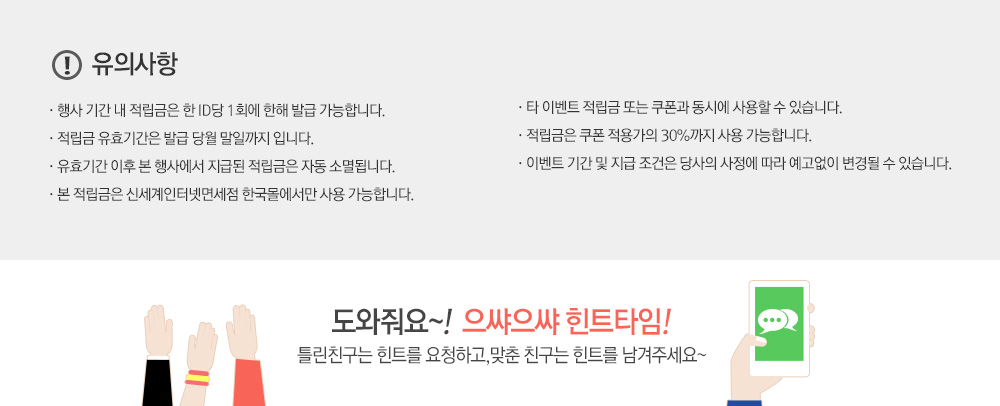 유의사항
· 행사 기간 내 적립금은 한 ID당 1회에 한해 발급 가능합니다.
· 적립금 유효기간은 발급 당월 말일까지 입니다.
· 유효기간 이후 본 행사에서 지급된 적립금은 자동 소멸됩니다.
· 본 적립금은 신세계인터넷면세점 한국몰에서만 사용 가능합니다.
· 타 이벤트 적립금 또는 쿠폰과 동시에 사용할 수 있습니다.
· 적립금은 쿠폰 적용가의 30%까지 사용 가능합니다.
· 이벤트 기간 및 지급 조건은 당사의 사정에 따라 예고없이 변경될 수 있습니다.
도와줘요~! 으쌰으쌰 힌트타임!
틀린친구는 힌트를 요청하고,맞춘 친구는 힌트를 남겨주세요~